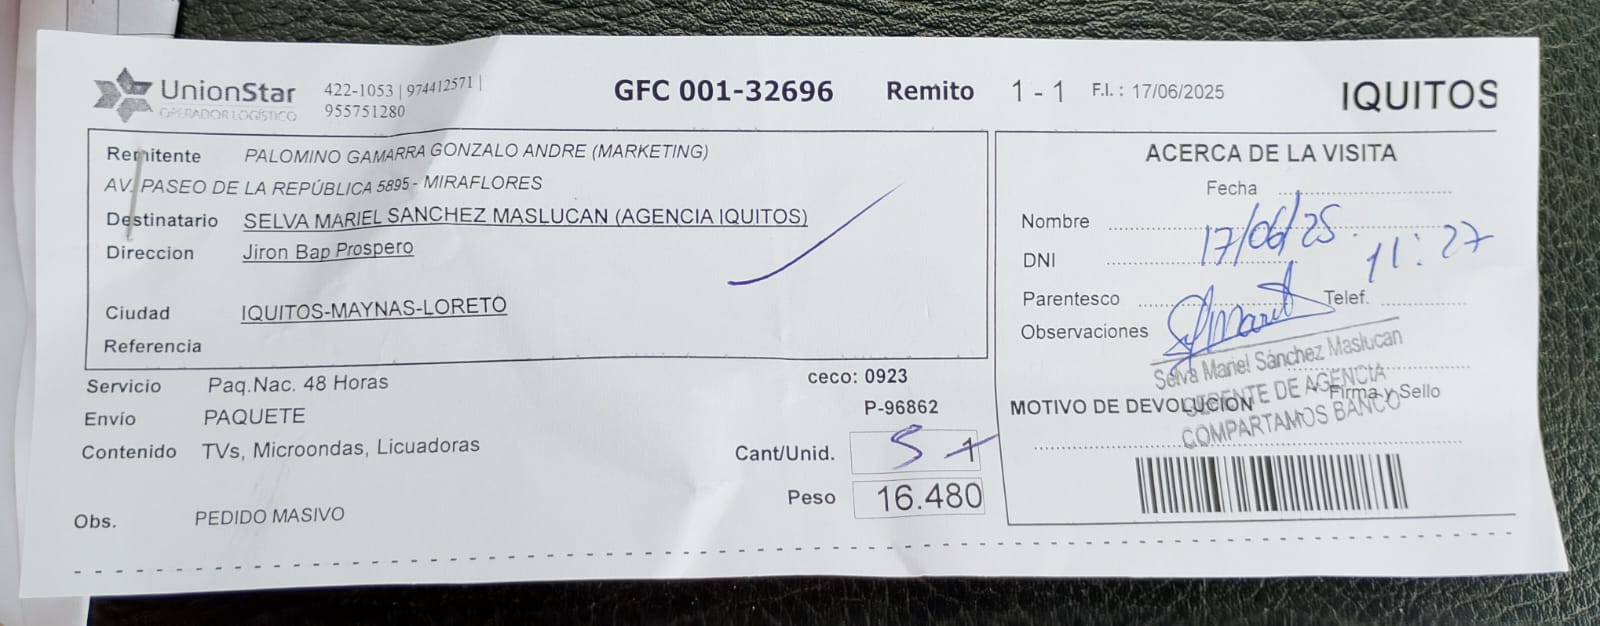 UnionStar
OPERADOR LOGÍSTICO
422-1053 | 974412571 |
955751280
GFC 001-32696
Remito 1 - 1
F.I. : 17/06/2025
IQUITOS
Remitente PALOMINO GAMARRA GONZALO ANDRE (MARKETING)
AV. PASEO DE LA REPÚBLICA 5895 - MIRAFLORES
Destinatario SELVA MARIEL SANCHEZ MASLUCAN (AGENCIA IQUITOS)
Direccion Jiron Bap Prospero
Ciudad IQUITOS-MAYNAS-LORETO
Referencia
Servicio Paq.Nac. 48 Horas
Envío PAQUETE
Contenido TVs, Microondas, Licuadoras
Obs. PEDIDO MASIVO
ceco: 0923
P-96862
Cant/Unid. 5 1
Peso 16.480
ACERCA DE LA VISITA
Fecha
Nombre
17/06/25.
DNI
11:27
Parentesco
Telef.
Observaciones
Selva Mariel Sánchez Maslucan
GERENTE DE AGENCIA
COMPARTAMOS BANCO
Firma y Sello
MOTIVO DE DEVOLUCION